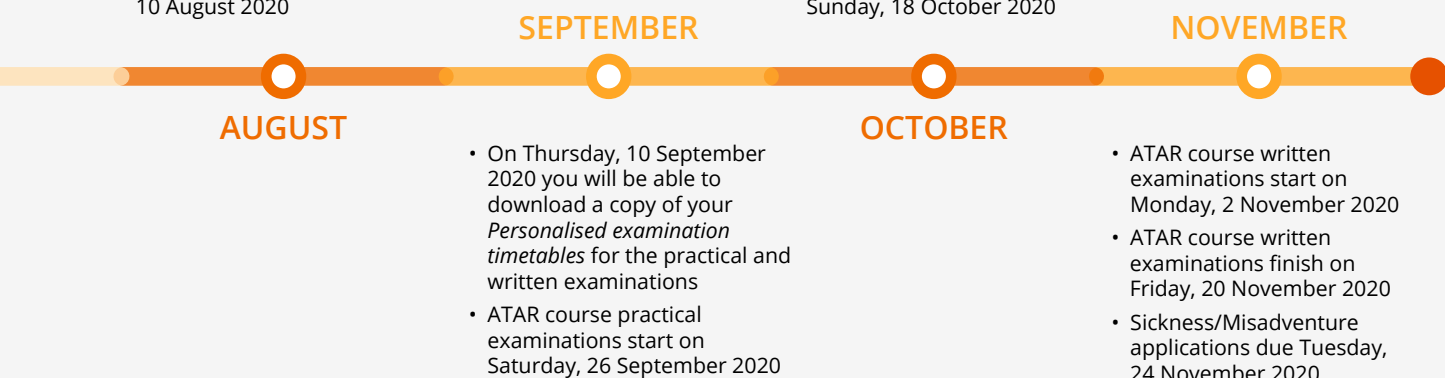 10 August 2020
Sunday, 18 October 2020
SEPTEMBER
NOVEMBER
AUGUST
OCTOBER
• On Thursday, 10 September
2020 you will be able to
download a copy of your
Personalised examination
timetables for the practical and
written examinations
• ATAR course practical
examinations start on
Saturday, 26 September 2020
• ATAR course written
examinations start on
Monday, 2 November 2020
• ATAR course written
examinations finish on
Friday, 20 November 2020
• Sickness/Misadventure
applications due Tuesday,
24 November 2020